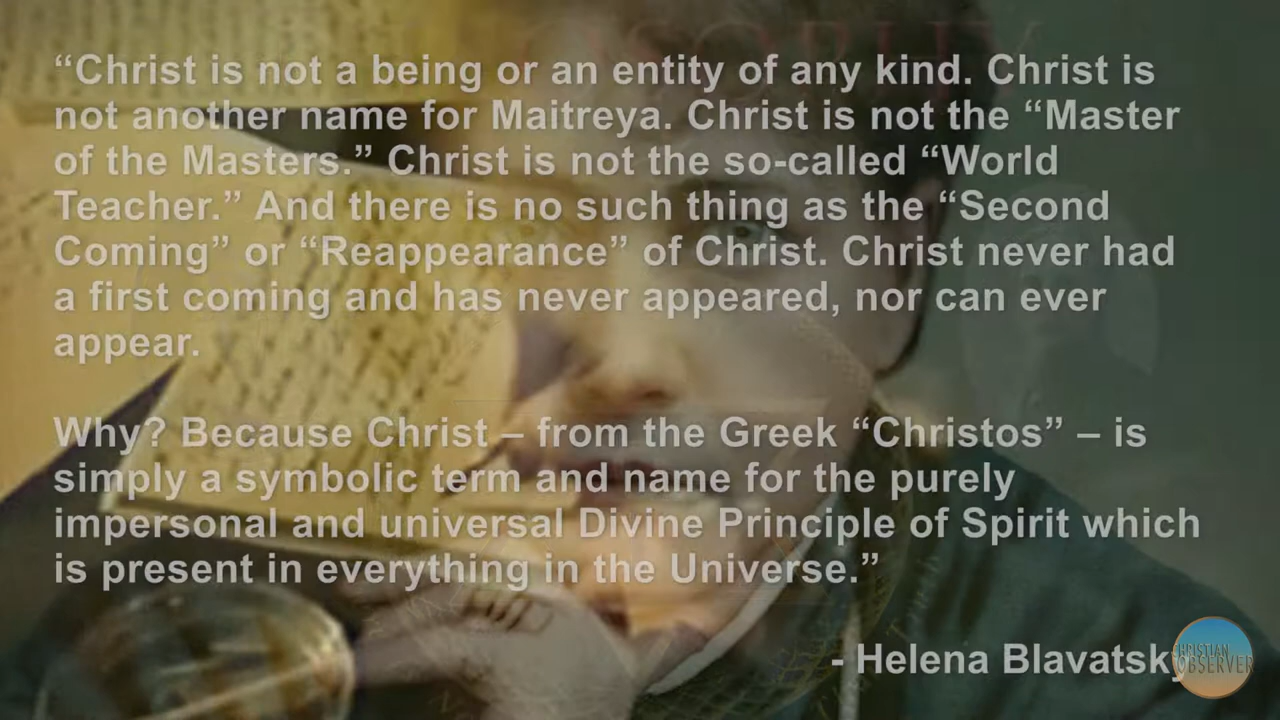 “Christ is not a being or an entity of any kind. Christ is
not another name for Maitreya. Christ is not the “Master
of the Masters.” Christ is not the so-called “World
Teacher.” And there is no such thing as the “Second
Coming” or “Reappearance” of Christ. Christ never had
a first coming and has never appeared, nor can ever
appear.
Why? Because Christ – from the Greek “Christos” – is
simply a symbolic term and name for the purely
impersonal and universal Divine Principle of Spirit which
is present in everything in the Universe.”
- Helena Blavatsky
CHRISTIAN
OBSERVER